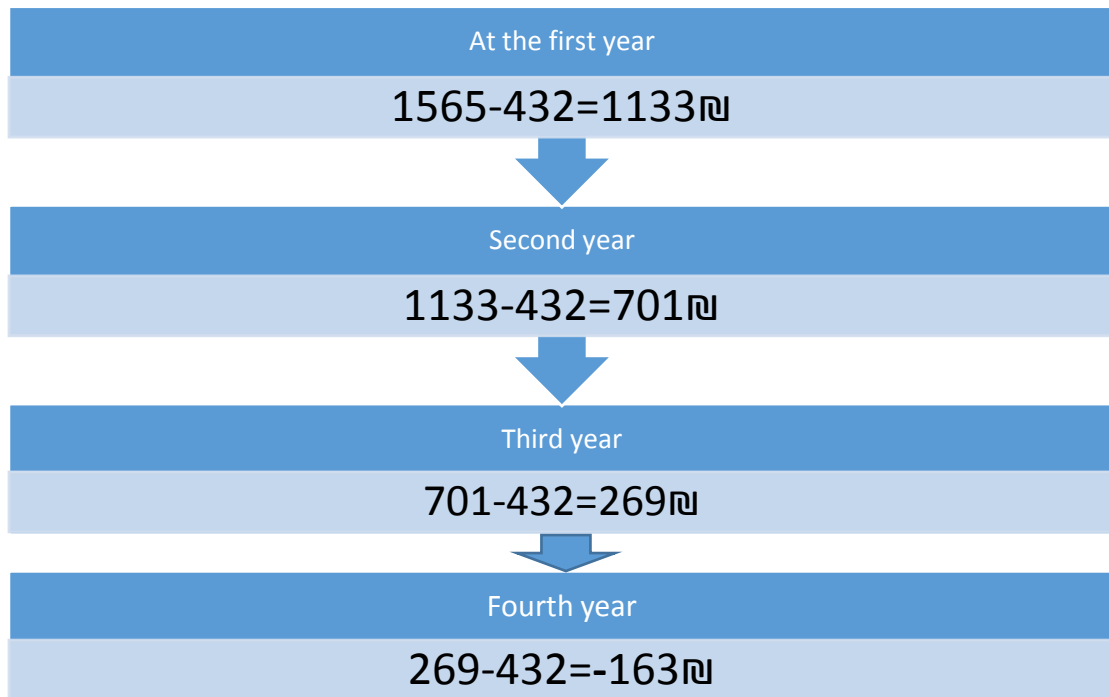 At the first year
1565-432=1133₪
Second year
1133-432=701₪
Third year
701-432=269₪
Fourth year
269-432=-163₪